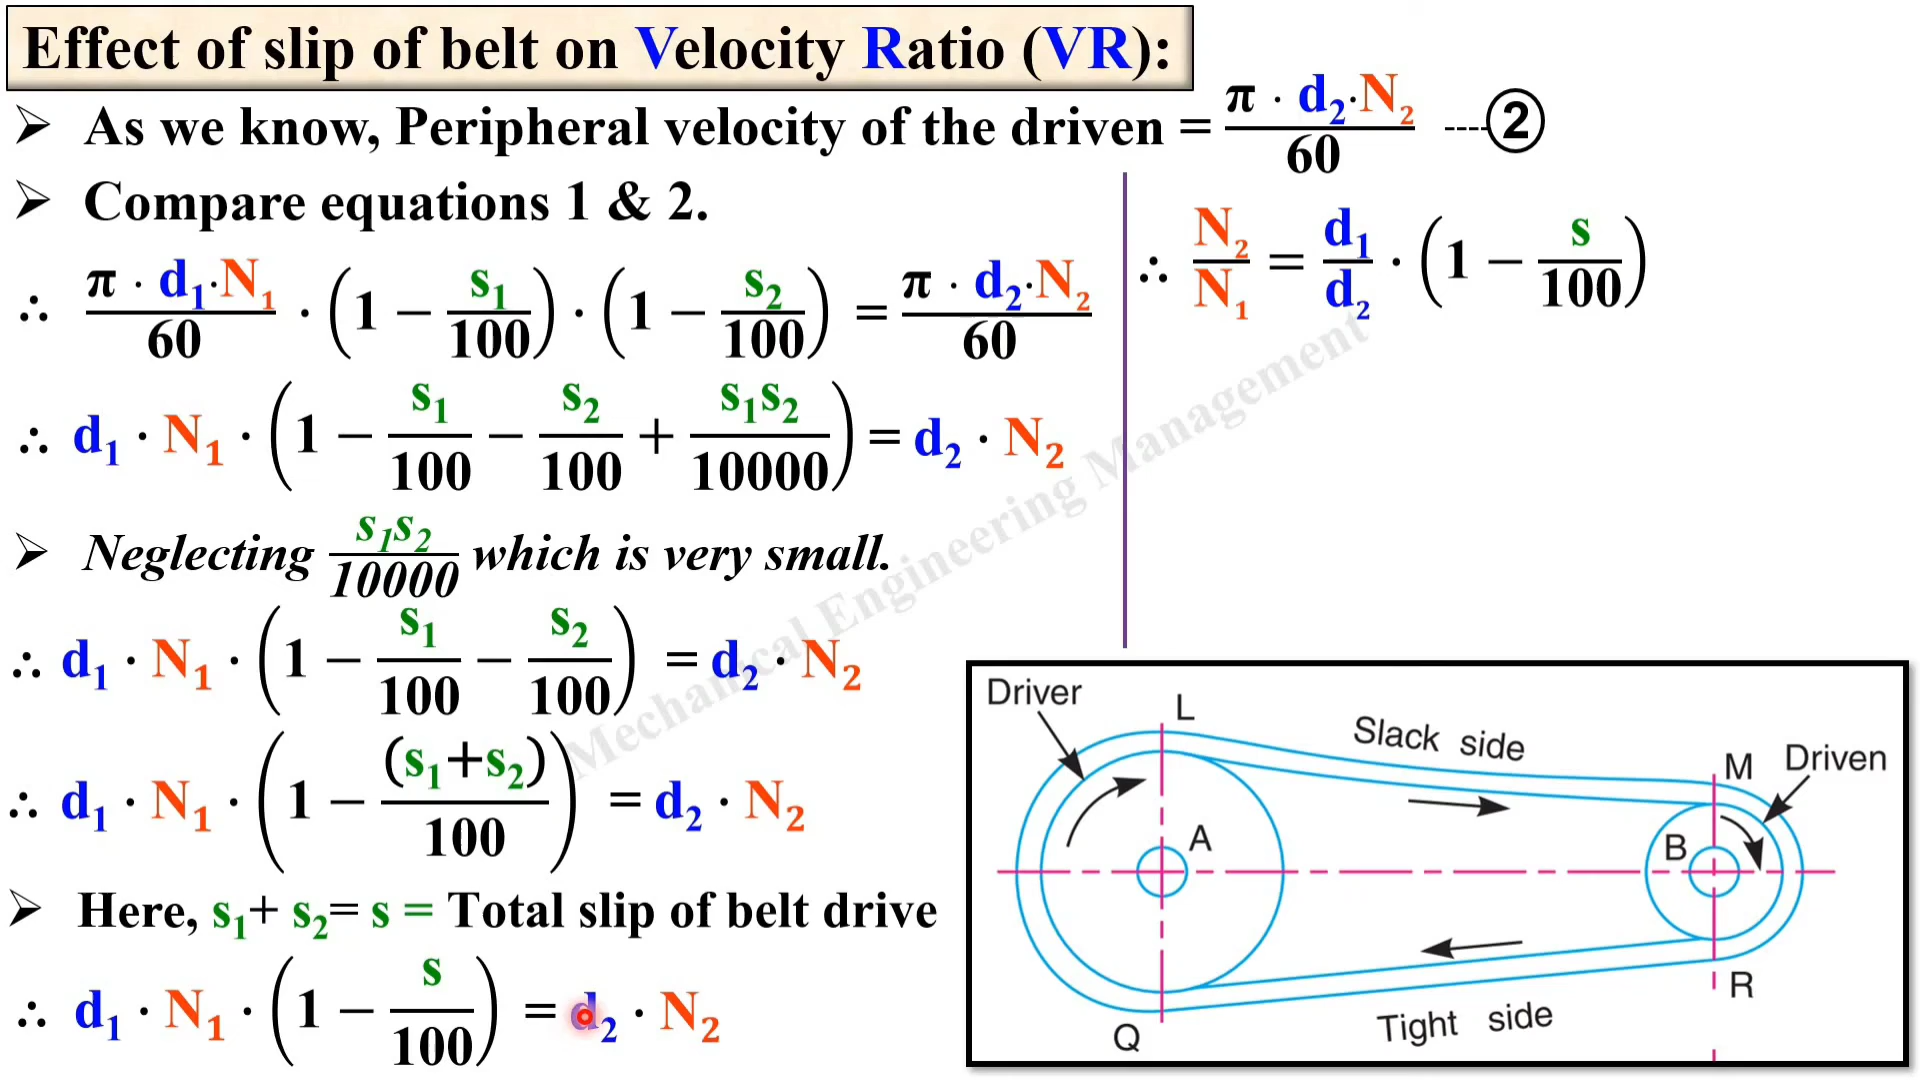 Effect of slip of belt on Velocity Ratio (VR):
➢ As we know, Peripheral velocity of the driven = π · d₂·N₂ / 60 ----②
➢ Compare equations 1 & 2.
∴ π · d₁·N₁ / 60 · (1 − s₁/100) · (1 − s₂/100) = π · d₂·N₂ / 60
∴ d₁ · N₁ · (1 − s₁/100 − s₂/100 + s₁s₂/10000) = d₂ · N₂
➢ Neglecting s₁s₂/10000 which is very small.
∴ d₁ · N₁ · (1 − s₁/100 − s₂/100) = d₂ · N₂
∴ d₁ · N₁ · (1 − (s₁+s₂)/100) = d₂ · N₂
➢ Here, s₁+ s₂= s = Total slip of belt drive
∴ d₁ · N₁ · (1 − s/100) = d₂ · N₂
∴ N₂/N₁ = d₁/d₂ · (1 − s/100)
Mechanical Engineering Management
Driver
L
Slack side
M
Driven
A
B
R
Q
Tight side